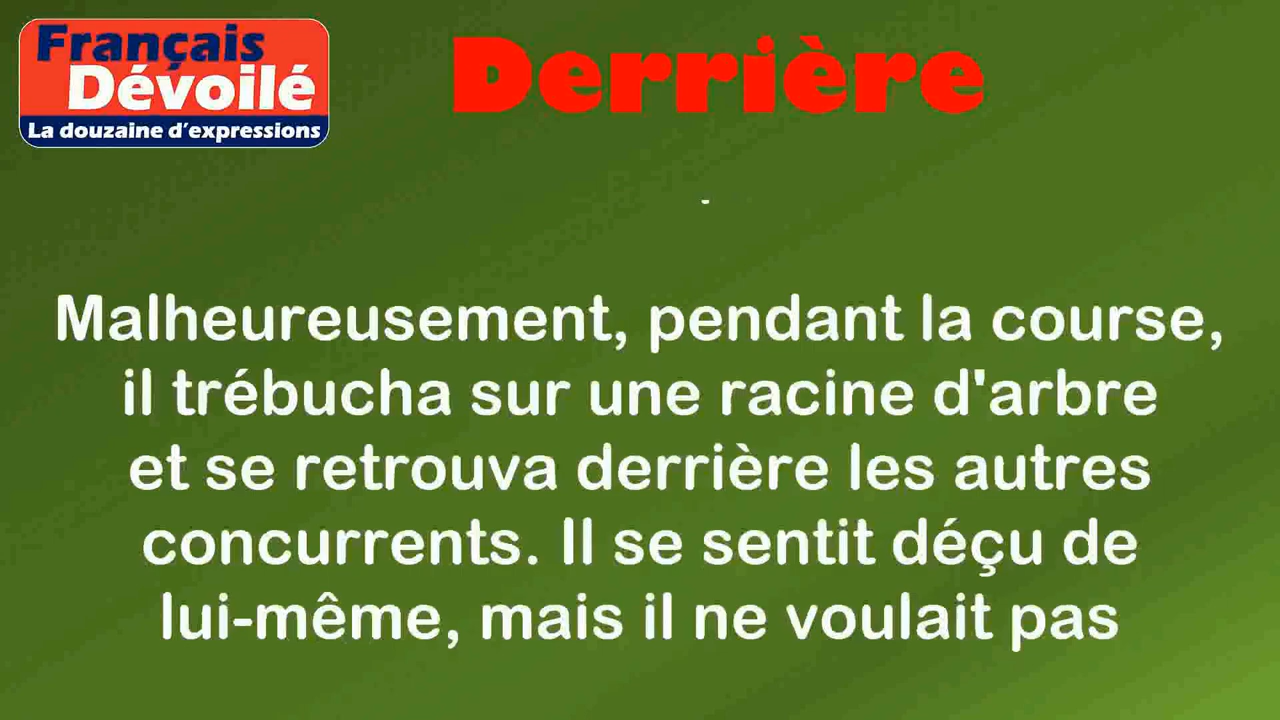 Français
Dévoilé
La douzaine d'expressions
Derrière
-
Malheureusement, pendant la course,
il trébucha sur une racine d'arbre
et se retrouva derrière les autres
concurrents. Il se sentit déçu de
lui-même, mais il ne voulait pas